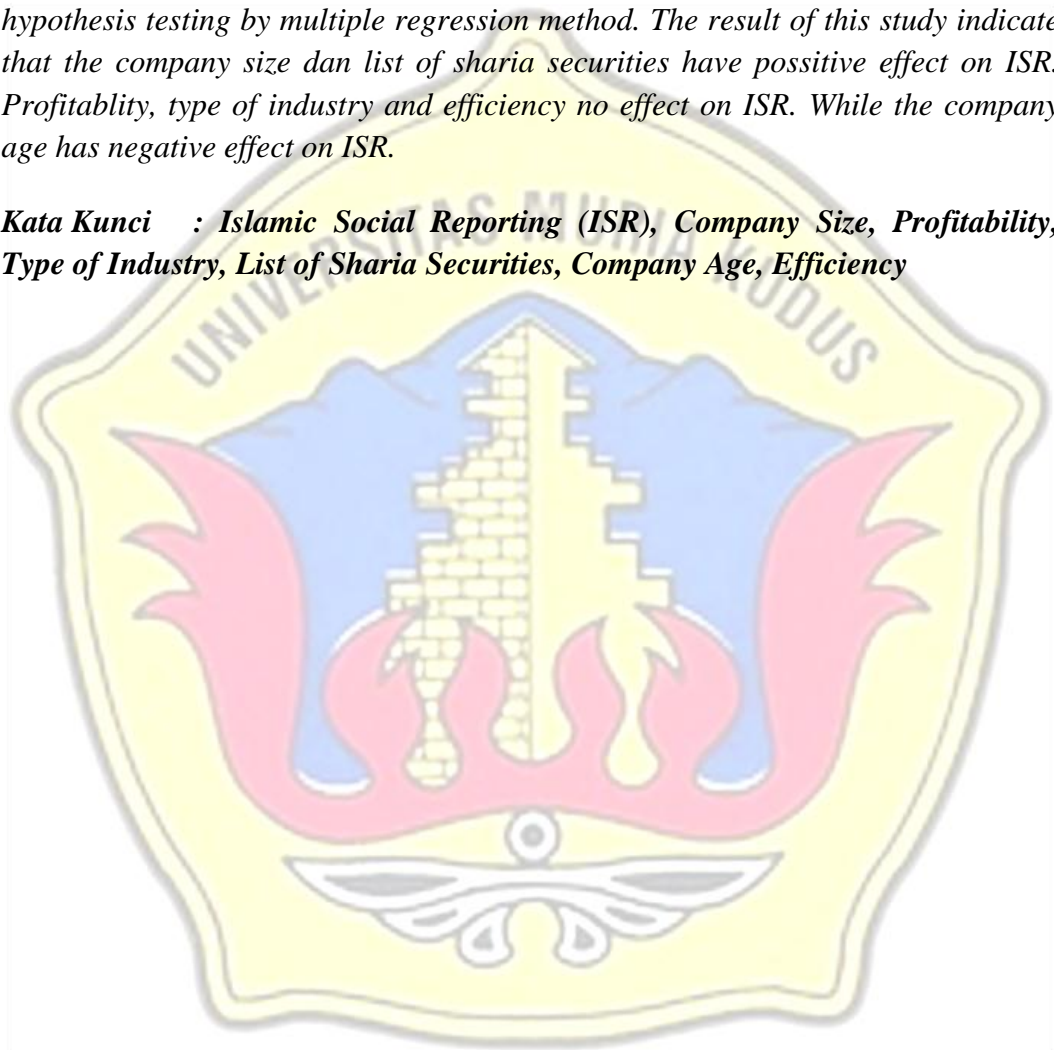 hypothesis testing by multiple regression method. The result of this study indicate
that the company size dan list of sharia securities have possitive effect on ISR.
Profitablity, type of industry and efficiency no effect on ISR. While the company
age has negative effect on ISR.
Kata Kunci : Islamic Social Reporting (ISR), Company Size, Profitability,
Type of Industry, List of Sharia Securities, Company Age, Efficiency
UNIVERSITAS MURIA KUDUS